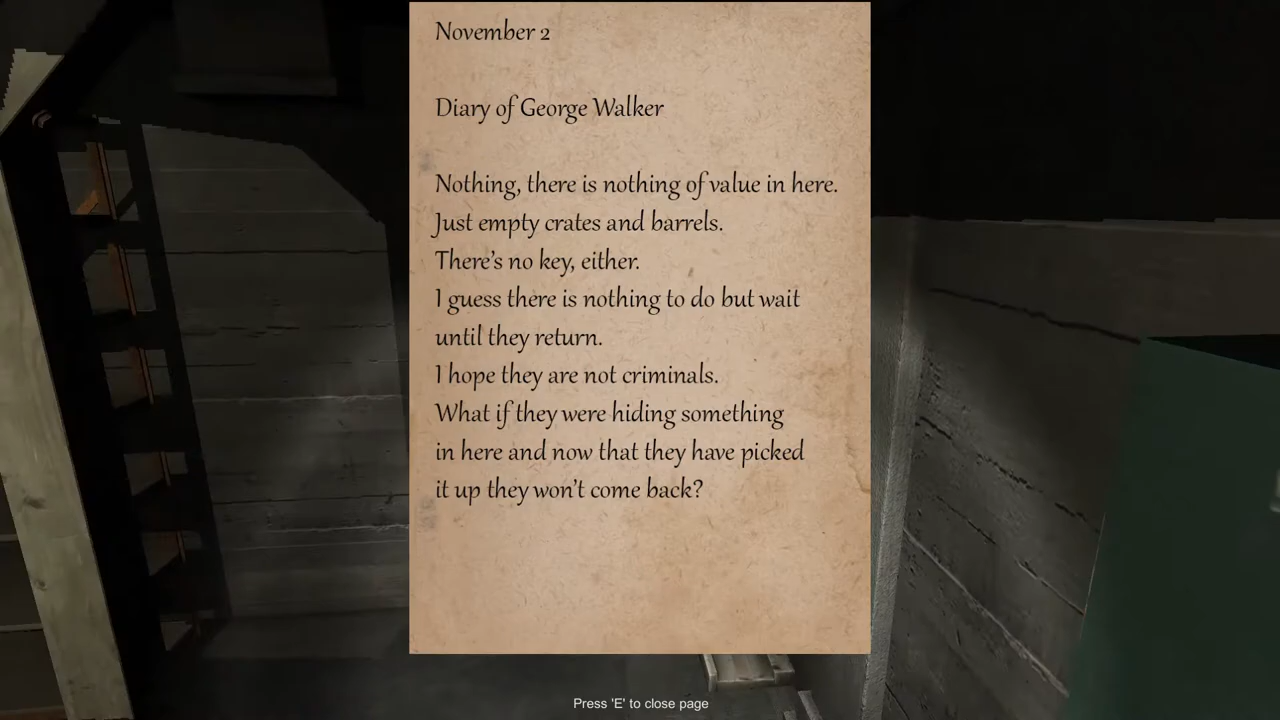 November 2
Diary of George Walker
Nothing, there is nothing of value in here.
Just empty crates and barrels.
There's no key, either.
I guess there is nothing to do but wait
until they return.
I hope they are not criminals.
What if they were hiding something
in here and now that they have picked
it up they won't come back?
Press 'E' to close page